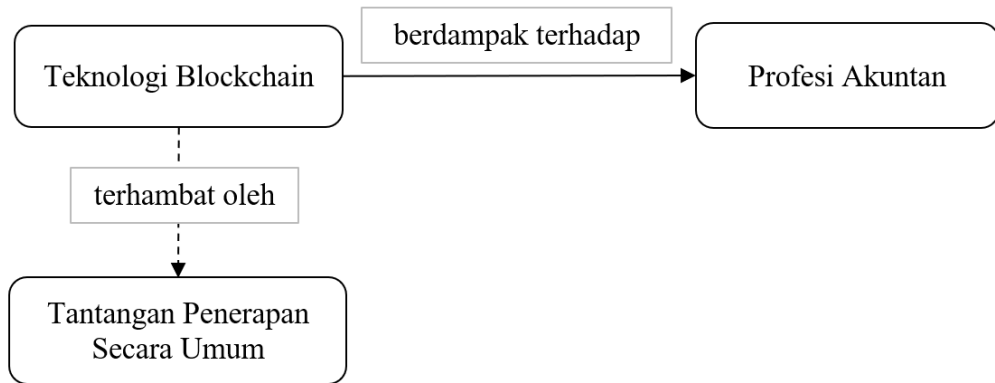 berdampak terhadap
Teknologi Blockchain
Profesi Akuntan
terhambat oleh
Tantangan Penerapan
Secara Umum